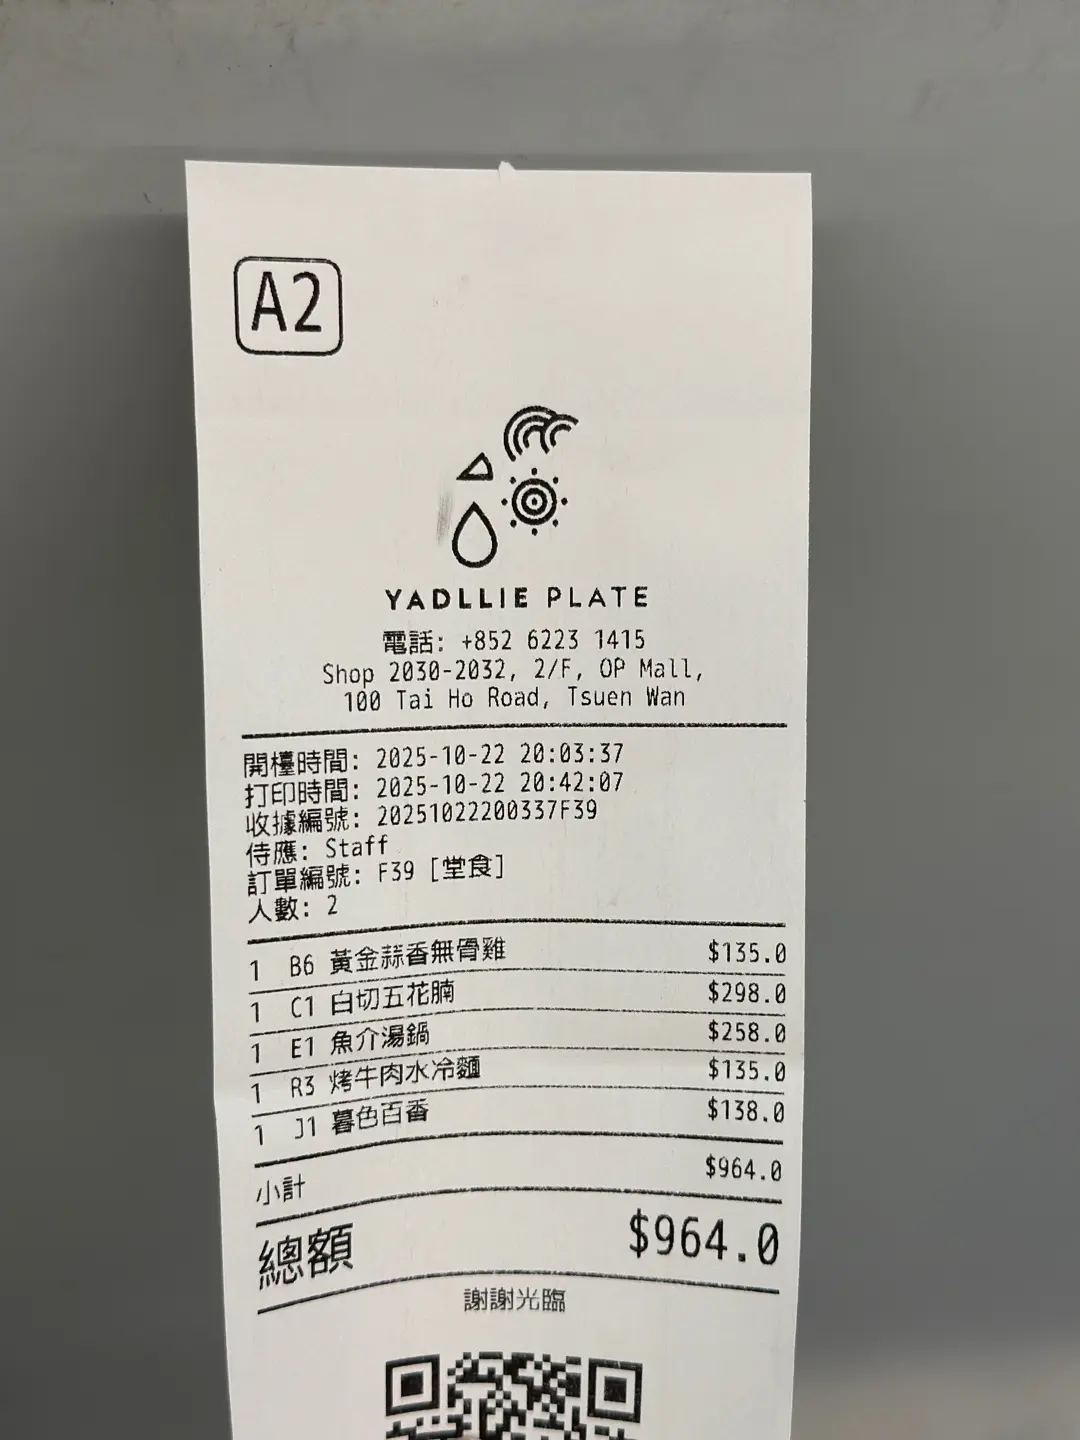 A2
YADLLIE PLATE
電話: +852 6223 1415
Shop 2030-2032, 2/F, OP Mall,
100 Tai Ho Road, Tsuen Wan
開檯時間: 2025-10-22 20:03:37
打印時間: 2025-10-22 20:42:07
收據編號: 20251022200337F39
侍應: Staff
訂單編號: F39 [堂食]
人數: 2
1 B6 黃金蒜香無骨雞 $135.0
1 C1 白切五花腩 $298.0
1 E1 魚介湯鍋 $258.0
1 R3 烤牛肉水冷麵 $135.0
1 J1 暮色百香 $138.0
小計 $964.0
總額 $964.0
謝謝光臨